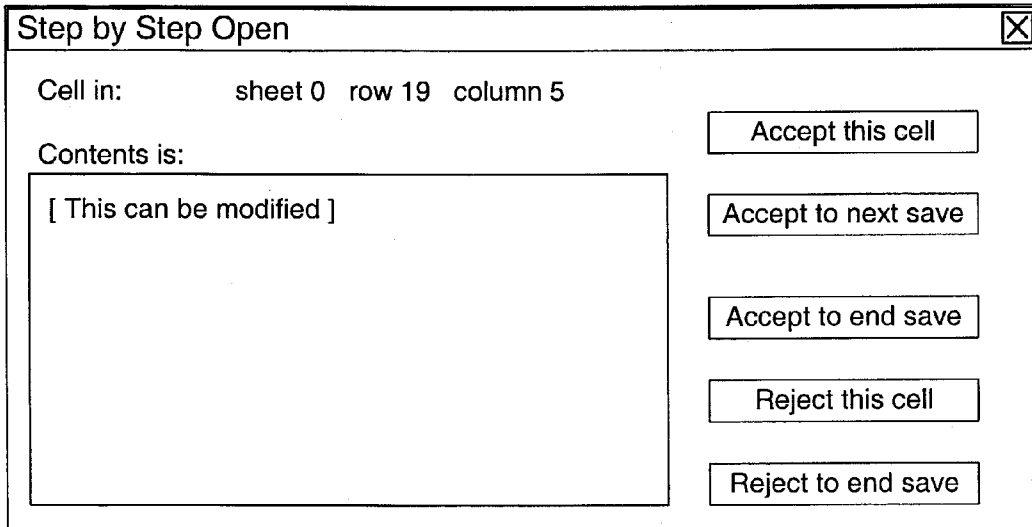 Step by Step Open
Cell in: sheet 0 row 19 column 5
Contents is:
[ This can be modified ]
Accept this cell
Accept to next save
Accept to end save
Reject this cell
Reject to end save